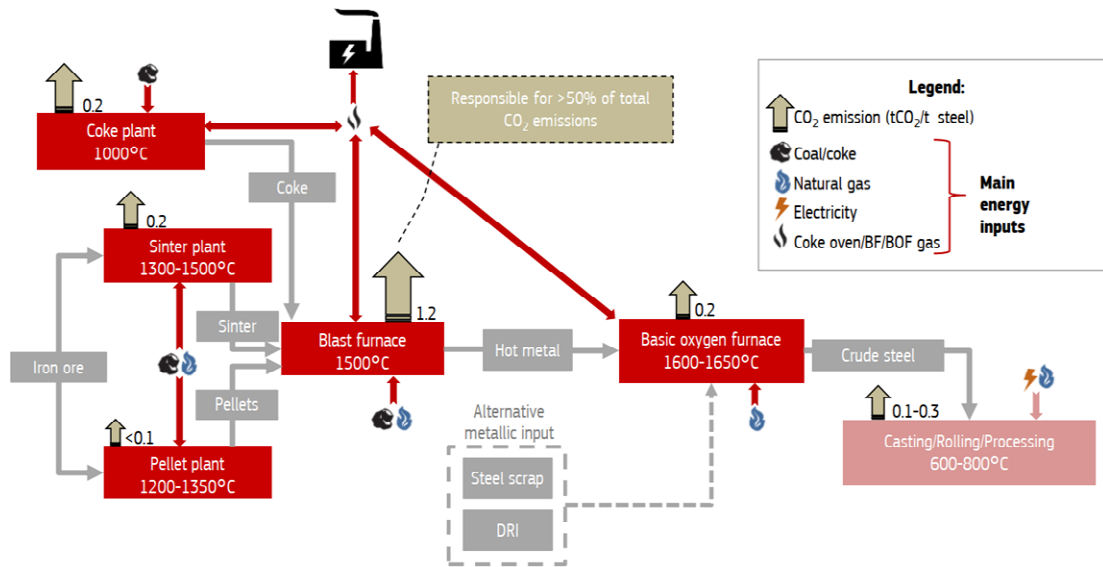 Responsible for >50% of total
CO₂ emissions
Legend:
CO₂ emission (tCO₂/t steel)
Coal/coke
Natural gas
Electricity
Coke oven/BF/BOF gas
Main
energy
inputs
0.2
Coke plant
1000°C
Coke
0.2
Sinter plant
1300-1500°C
Sinter
Iron ore
Pellets
<0.1
Pellet plant
1200-1350°C
1.2
Blast furnace
1500°C
Hot metal
0.2
Basic oxygen furnace
1600-1650°C
Crude steel
Alternative
metallic input
Steel scrap
DRI
0.1-0.3
Casting/Rolling/Processing
600-800°C